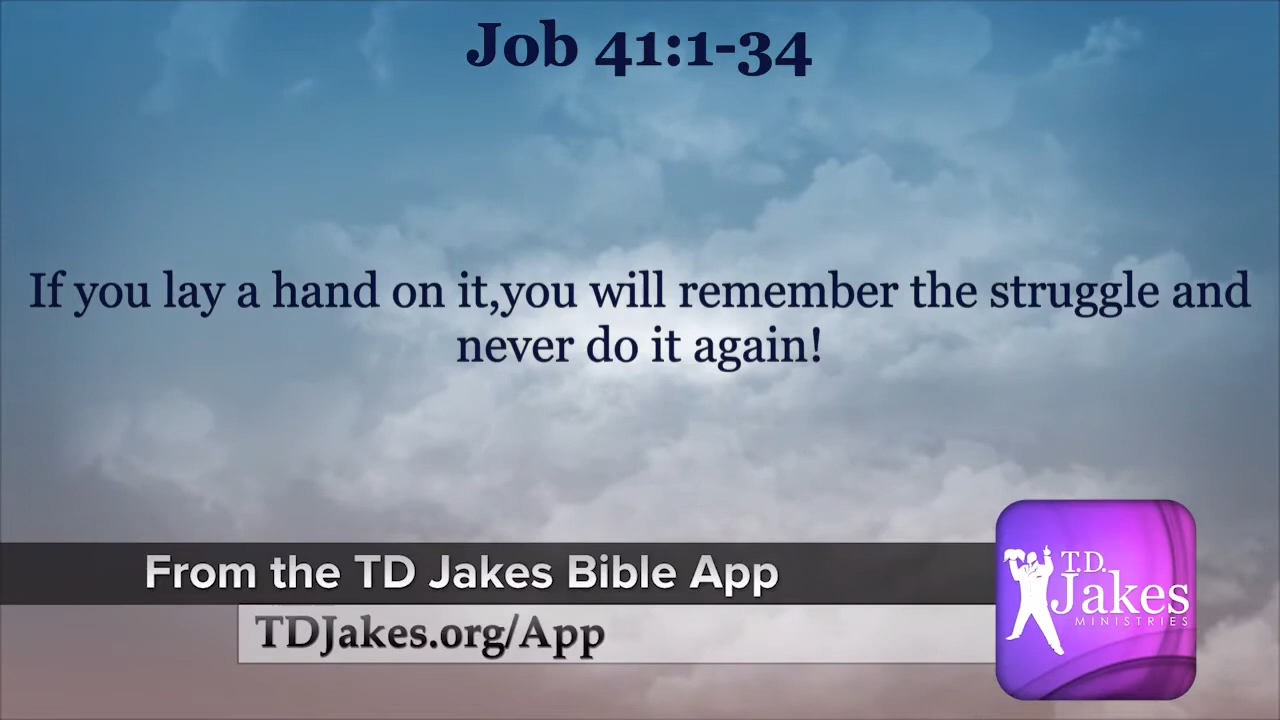 Job 41:1-34
If you lay a hand on it,you will remember the struggle and
never do it again!
From the TD Jakes Bible App
TDJakes.org/App
T.D.
Jakes
MINISTRIES